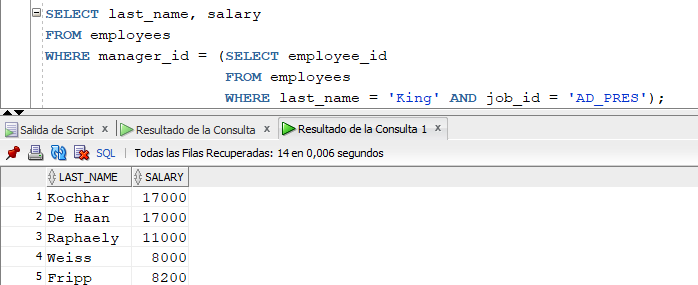 SELECT last_name, salary
FROM employees
WHERE manager_id = (SELECT employee_id
FROM employees
WHERE last_name = 'King' AND job_id = 'AD_PRES');
Salida de Script x Resultado de la Consulta x Resultado de la Consulta 1 x
SQL | Todas las Filas Recuperadas: 14 en 0,006 segundos
LAST_NAME SALARY
1 Kochhar 17000
2 De Haan 17000
3 Raphaely 11000
4 Weiss 8000
5 Fripp 8200